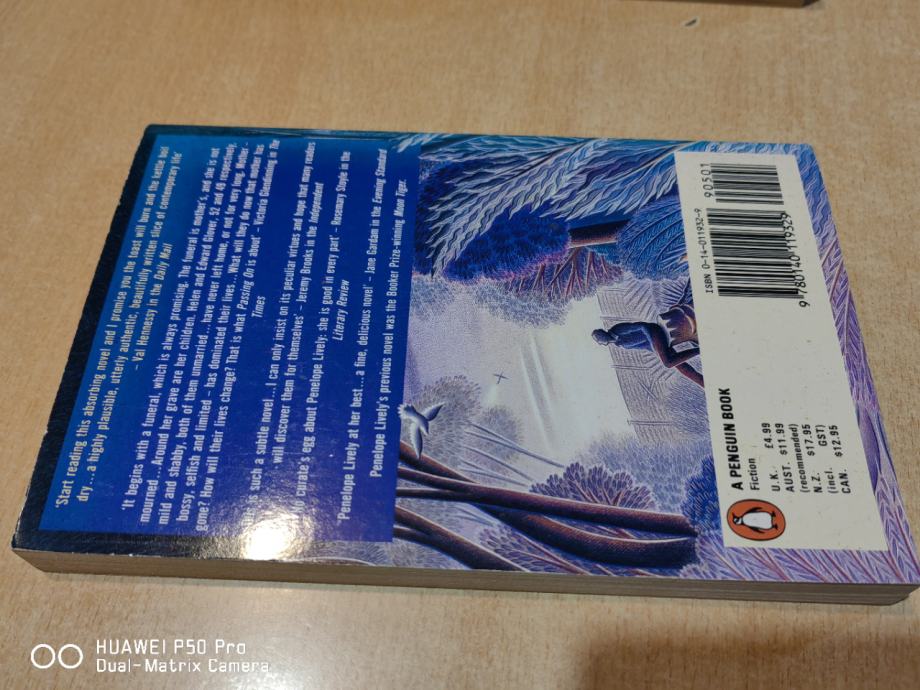 'Start reading this absorbing novel and I promise you the toast will burn and the kettle boil
dry...a highly plausible, utterly authentic, beautifully written slice of contemporary life'
– Val Hennessy in the Daily Mail
'It begins with a funeral, which is always promising. The funeral is mother's, and she is not
mourned...Around her grave are her children, Helen and Edward Glover, 52 and 49 respectively,
mild and shabby, both of them unmarried...have never left home, or not for very long. Mother –
bossy, selfish and limited – has dominated their lives...What will they do now that mother has
gone? How will their lives change? That is what Passing On is about' – Victoria Glendinning in The
Times
is such a subtle novel...I can only insist on its peculiar virtues and hope that many readers
will discover them for themselves' – Jeremy Brooks in the Independent
curate's egg about Penelope Lively; she is good in every part' – Rosemary Stoyle in the
Literary Review
'Penelope Lively at her best...a fine, delicious novel' – Jane Gardam in the Evening Standard
Penelope Lively's previous novel was the Booker Prize-winning Moon Tiger.
A PENGUIN BOOK
Fiction
U.K. £4.99
AUST. $11.99
(recommended)
N.Z. $17.95
(incl. GST)
CAN. $12.95
ISBN 0-14-011932-9
90501
9 780140 119329
HUAWEI P50 Pro
Dual-Matrix Camera